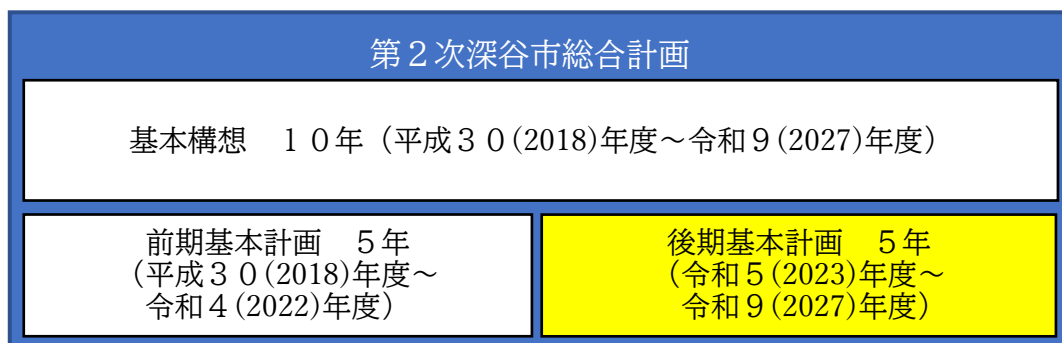 第２次深谷市総合計画
基本構想　１０年（平成３０(2018)年度～令和９(2027)年度）
前期基本計画　５年
（平成３０(2018)年度～
令和４(2022)年度）
後期基本計画　５年
（令和５(2023)年度～
令和９(2027)年度）